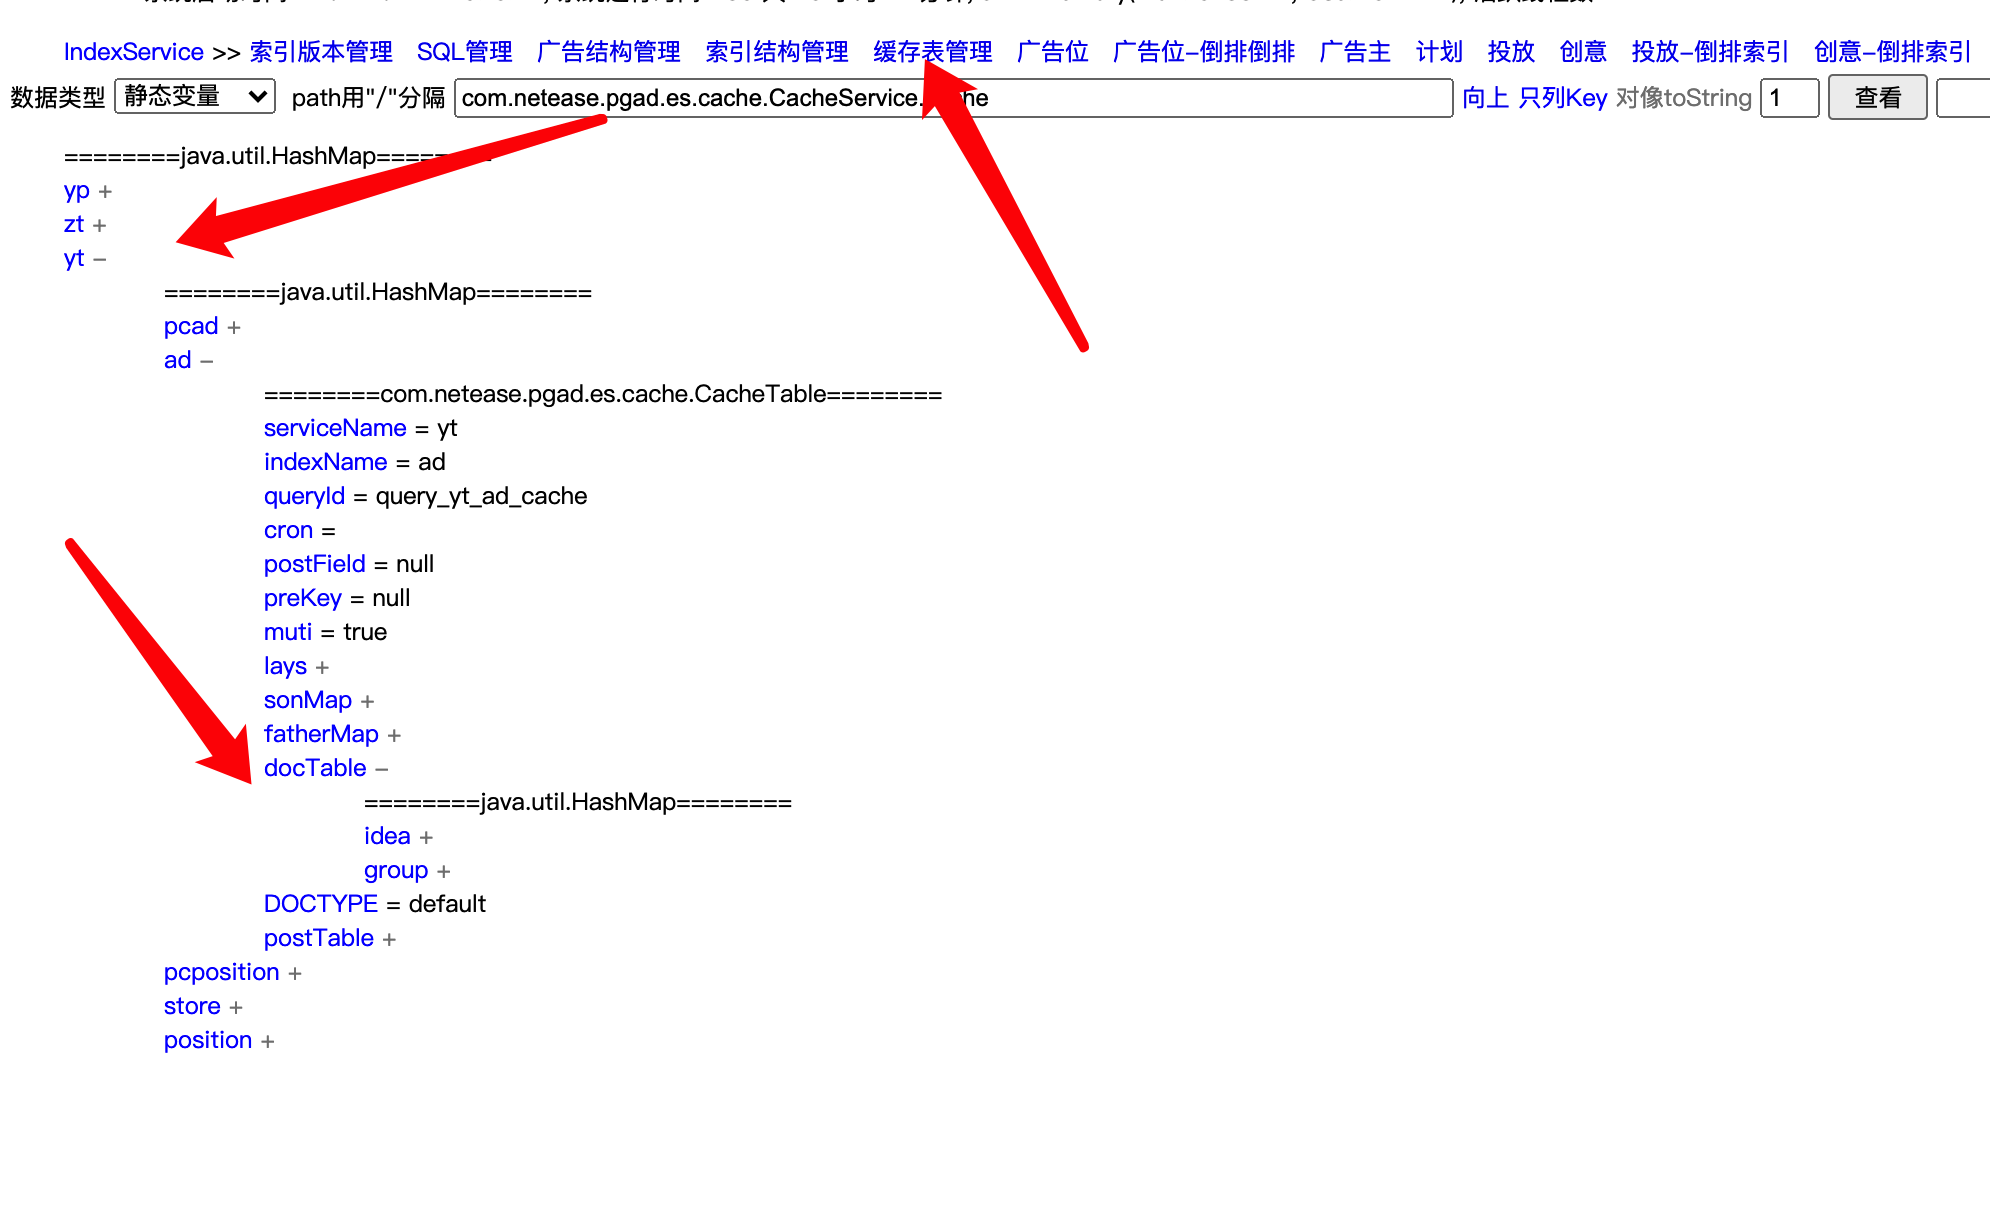 IndexService >> 索引版本管理 SQL管理 广告结构管理 索引结构管理 缓存表管理 广告位 广告位-倒排倒排 广告主 计划 投放 创意 投放-倒排索引 创意-倒排索引
数据类型 静态变量 path用"/"分隔 com.netease.pgad.es.cache.CacheService. he 向上 只列Key 对像toString 1 查看
========java.util.HashMap========
yp +
zt +
yt -
========java.util.HashMap========
pcad +
ad -
========com.netease.pgad.es.cache.CacheTable========
serviceName = yt
indexName = ad
queryId = query_yt_ad_cache
cron =
postField = null
preKey = null
muti = true
lays +
sonMap +
fatherMap +
docTable -
========java.util.HashMap========
idea +
group +
DOCTYPE = default
postTable +
pcposition +
store +
position +